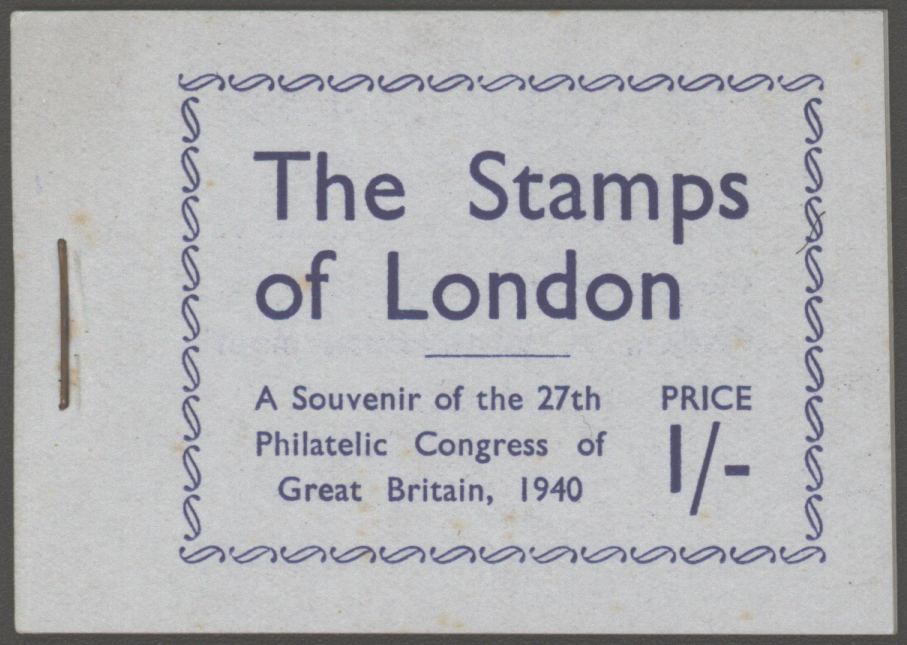 The Stamps
of London
A Souvenir of the 27th
Philatelic Congress of
Great Britain, 1940
PRICE
1/-